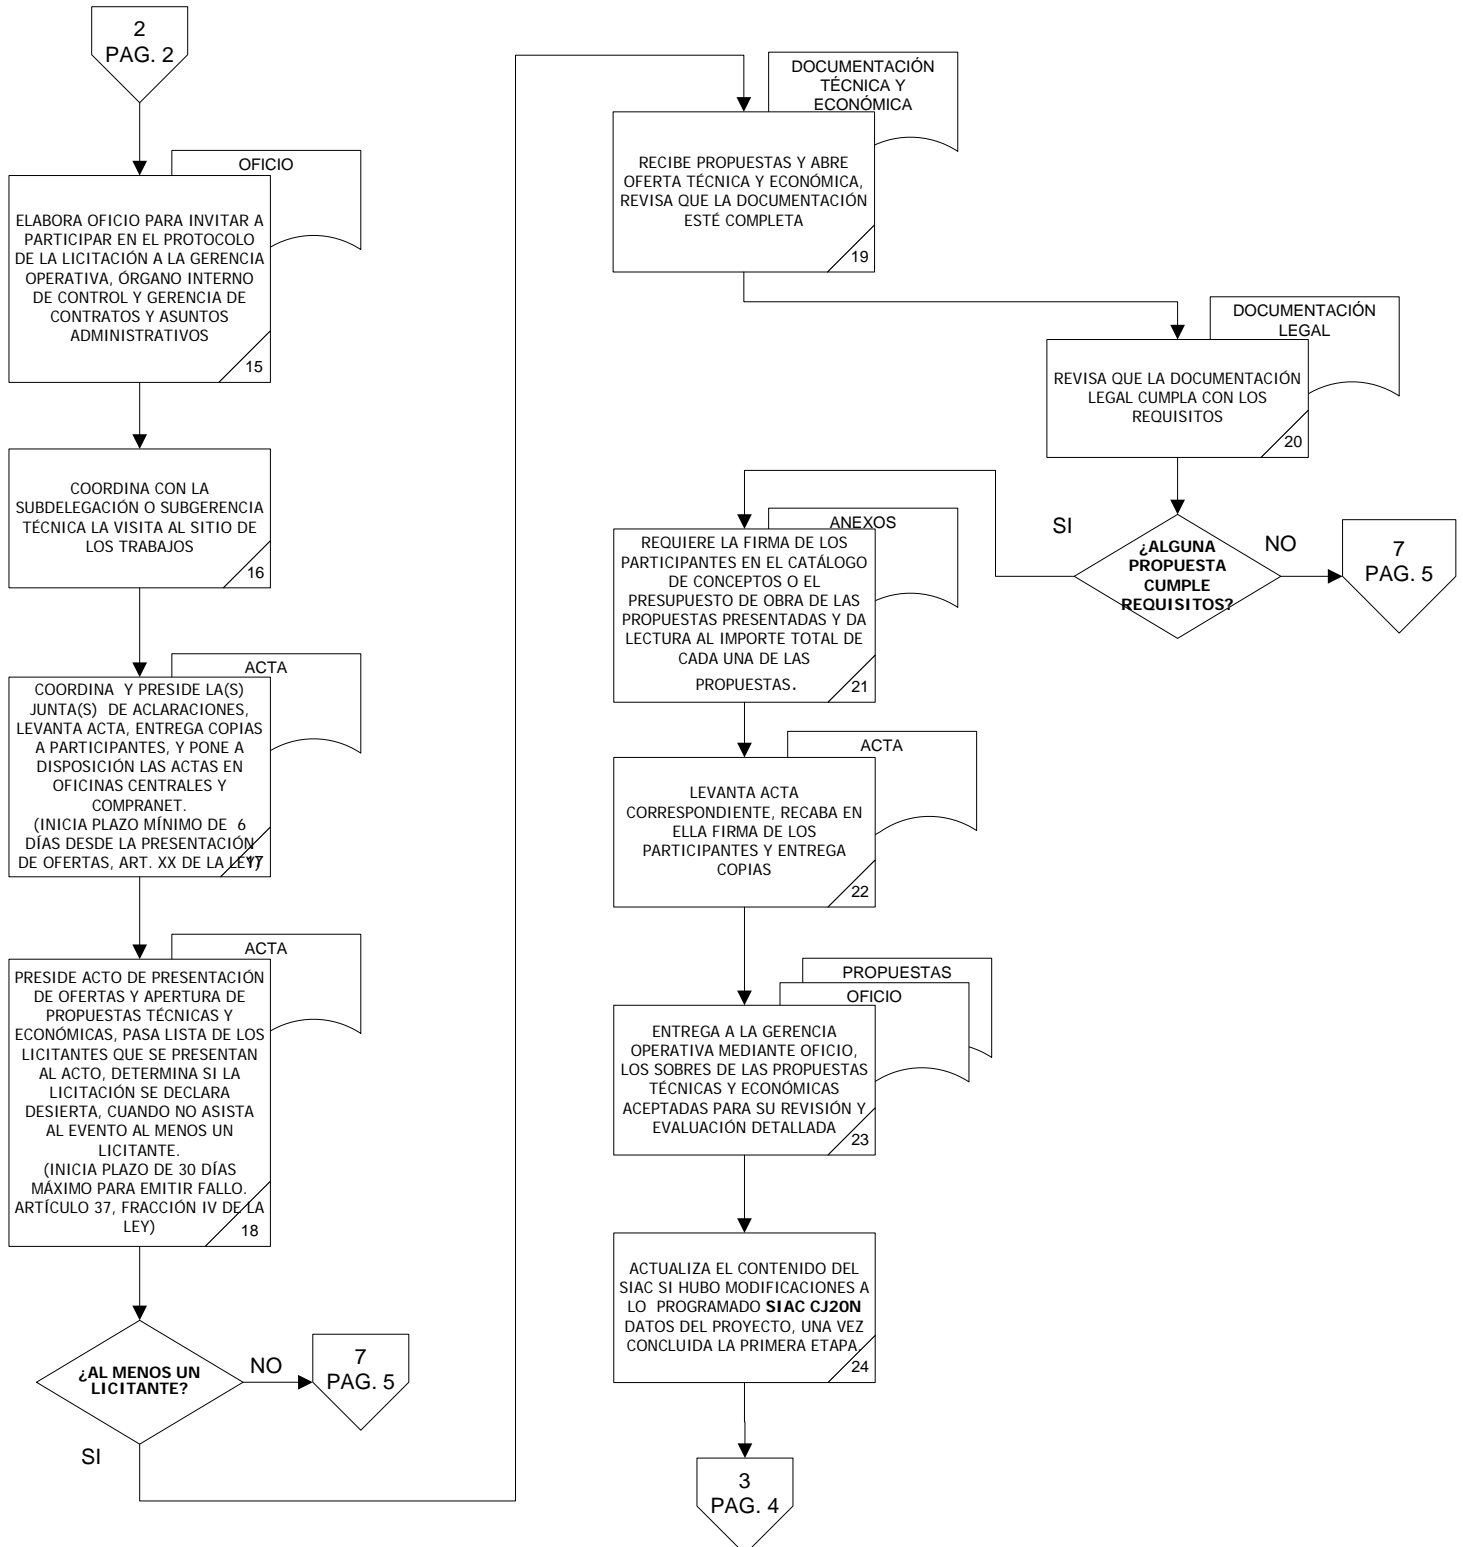 2
PAG. 2
OFICIO
ELABORA OFICIO PARA INVITAR A
PARTICIPAR EN EL PROTOCOLO
DE LA LICITACIÓN A LA GERENCIA
OPERATIVA, ÓRGANO INTERNO
DE CONTROL Y GERENCIA DE
CONTRATOS Y ASUNTOS
ADMINISTRATIVOS
15
COORDINA CON LA
SUBDELEGACIÓN O SUBGERENCIA
TÉCNICA LA VISITA AL SITIO DE
LOS TRABAJOS
16
ACTA
COORDINA Y PRESIDE LA(S)
JUNTA(S) DE ACLARACIONES,
LEVANTA ACTA, ENTREGA COPIAS
A PARTICIPANTES, Y PONE A
DISPOSICIÓN LAS ACTAS EN
OFICINAS CENTRALES Y
COMPRANET.
(INICIA PLAZO MÍNIMO DE 6
DÍAS DESDE LA PRESENTACIÓN
DE OFERTAS, ART. XX DE LA LEY)
17
ACTA
PRESIDE ACTO DE PRESENTACIÓN
DE OFERTAS Y APERTURA DE
PROPUESTAS TÉCNICAS Y
ECONÓMICAS, PASA LISTA DE LOS
LICITANTES QUE SE PRESENTAN
AL ACTO, DETERMINA SI LA
LICITACIÓN SE DECLARA
DESIERTA, CUANDO NO ASISTA
AL EVENTO AL MENOS UN
LICITANTE.
(INICIA PLAZO DE 30 DÍAS
MÁXIMO PARA EMITIR FALLO.
ARTÍCULO 37, FRACCIÓN IV DE LA
LEY)
18
¿AL MENOS UN
LICITANTE?
NO
7
PAG. 5
SI
DOCUMENTACIÓN
TÉCNICA Y
ECONÓMICA
RECIBE PROPUESTAS Y ABRE
OFERTA TÉCNICA Y ECONÓMICA,
REVISA QUE LA DOCUMENTACIÓN
ESTÉ COMPLETA
19
DOCUMENTACIÓN
LEGAL
REVISA QUE LA DOCUMENTACIÓN
LEGAL CUMPLA CON LOS
REQUISITOS
20
¿ALGUNA
PROPUESTA
CUMPLE
REQUISITOS?
SI
NO
7
PAG. 5
ANEXOS
REQUIERE LA FIRMA DE LOS
PARTICIPANTES EN EL CATÁLOGO
DE CONCEPTOS O EL
PRESUPUESTO DE OBRA DE LAS
PROPUESTAS PRESENTADAS Y DA
LECTURA AL IMPORTE TOTAL DE
CADA UNA DE LAS
PROPUESTAS.
21
ACTA
LEVANTA ACTA
CORRESPONDIENTE, RECABA EN
ELLA FIRMA DE LOS
PARTICIPANTES Y ENTREGA
COPIAS
22
PROPUESTAS
OFICIO
ENTREGA A LA GERENCIA
OPERATIVA MEDIANTE OFICIO,
LOS SOBRES DE LAS PROPUESTAS
TÉCNICAS Y ECONÓMICAS
ACEPTADAS PARA SU REVISIÓN Y
EVALUACIÓN DETALLADA
23
ACTUALIZA EL CONTENIDO DEL
SIAC SI HUBO MODIFICACIONES A
LO PROGRAMADO SIAC CJ20N
DATOS DEL PROYECTO, UNA VEZ
CONCLUIDA LA PRIMERA ETAPA.
24
3
PAG. 4